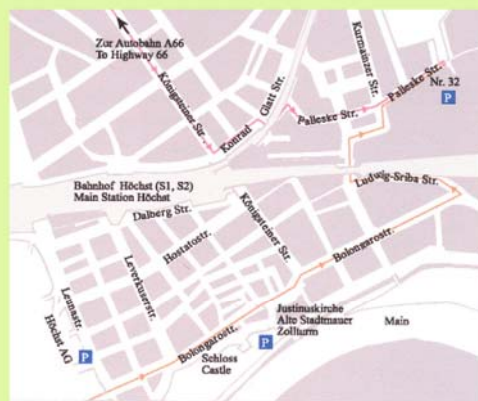 Zur Autobahn A66
To Highway 66
Königsteiner Str.
Konrad
Glatt Str.
Kurmainzer Str.
Palleske Str.
Palleske Str.
Nr. 32
P
Bahnhof Höchst (S1, S2)
Main Station Höchst
Ludwig-Sriba Str.
Dalberg Str.
Hostatostr.
Königsteiner Str.
Leverkuserstr.
Bolongarostr.
Leunastr.
Höchst AG
P
Bolongarostr.
Schloss
Castle
P
Justinuskirche
Alte Stadtmauer
Zollturm
Main